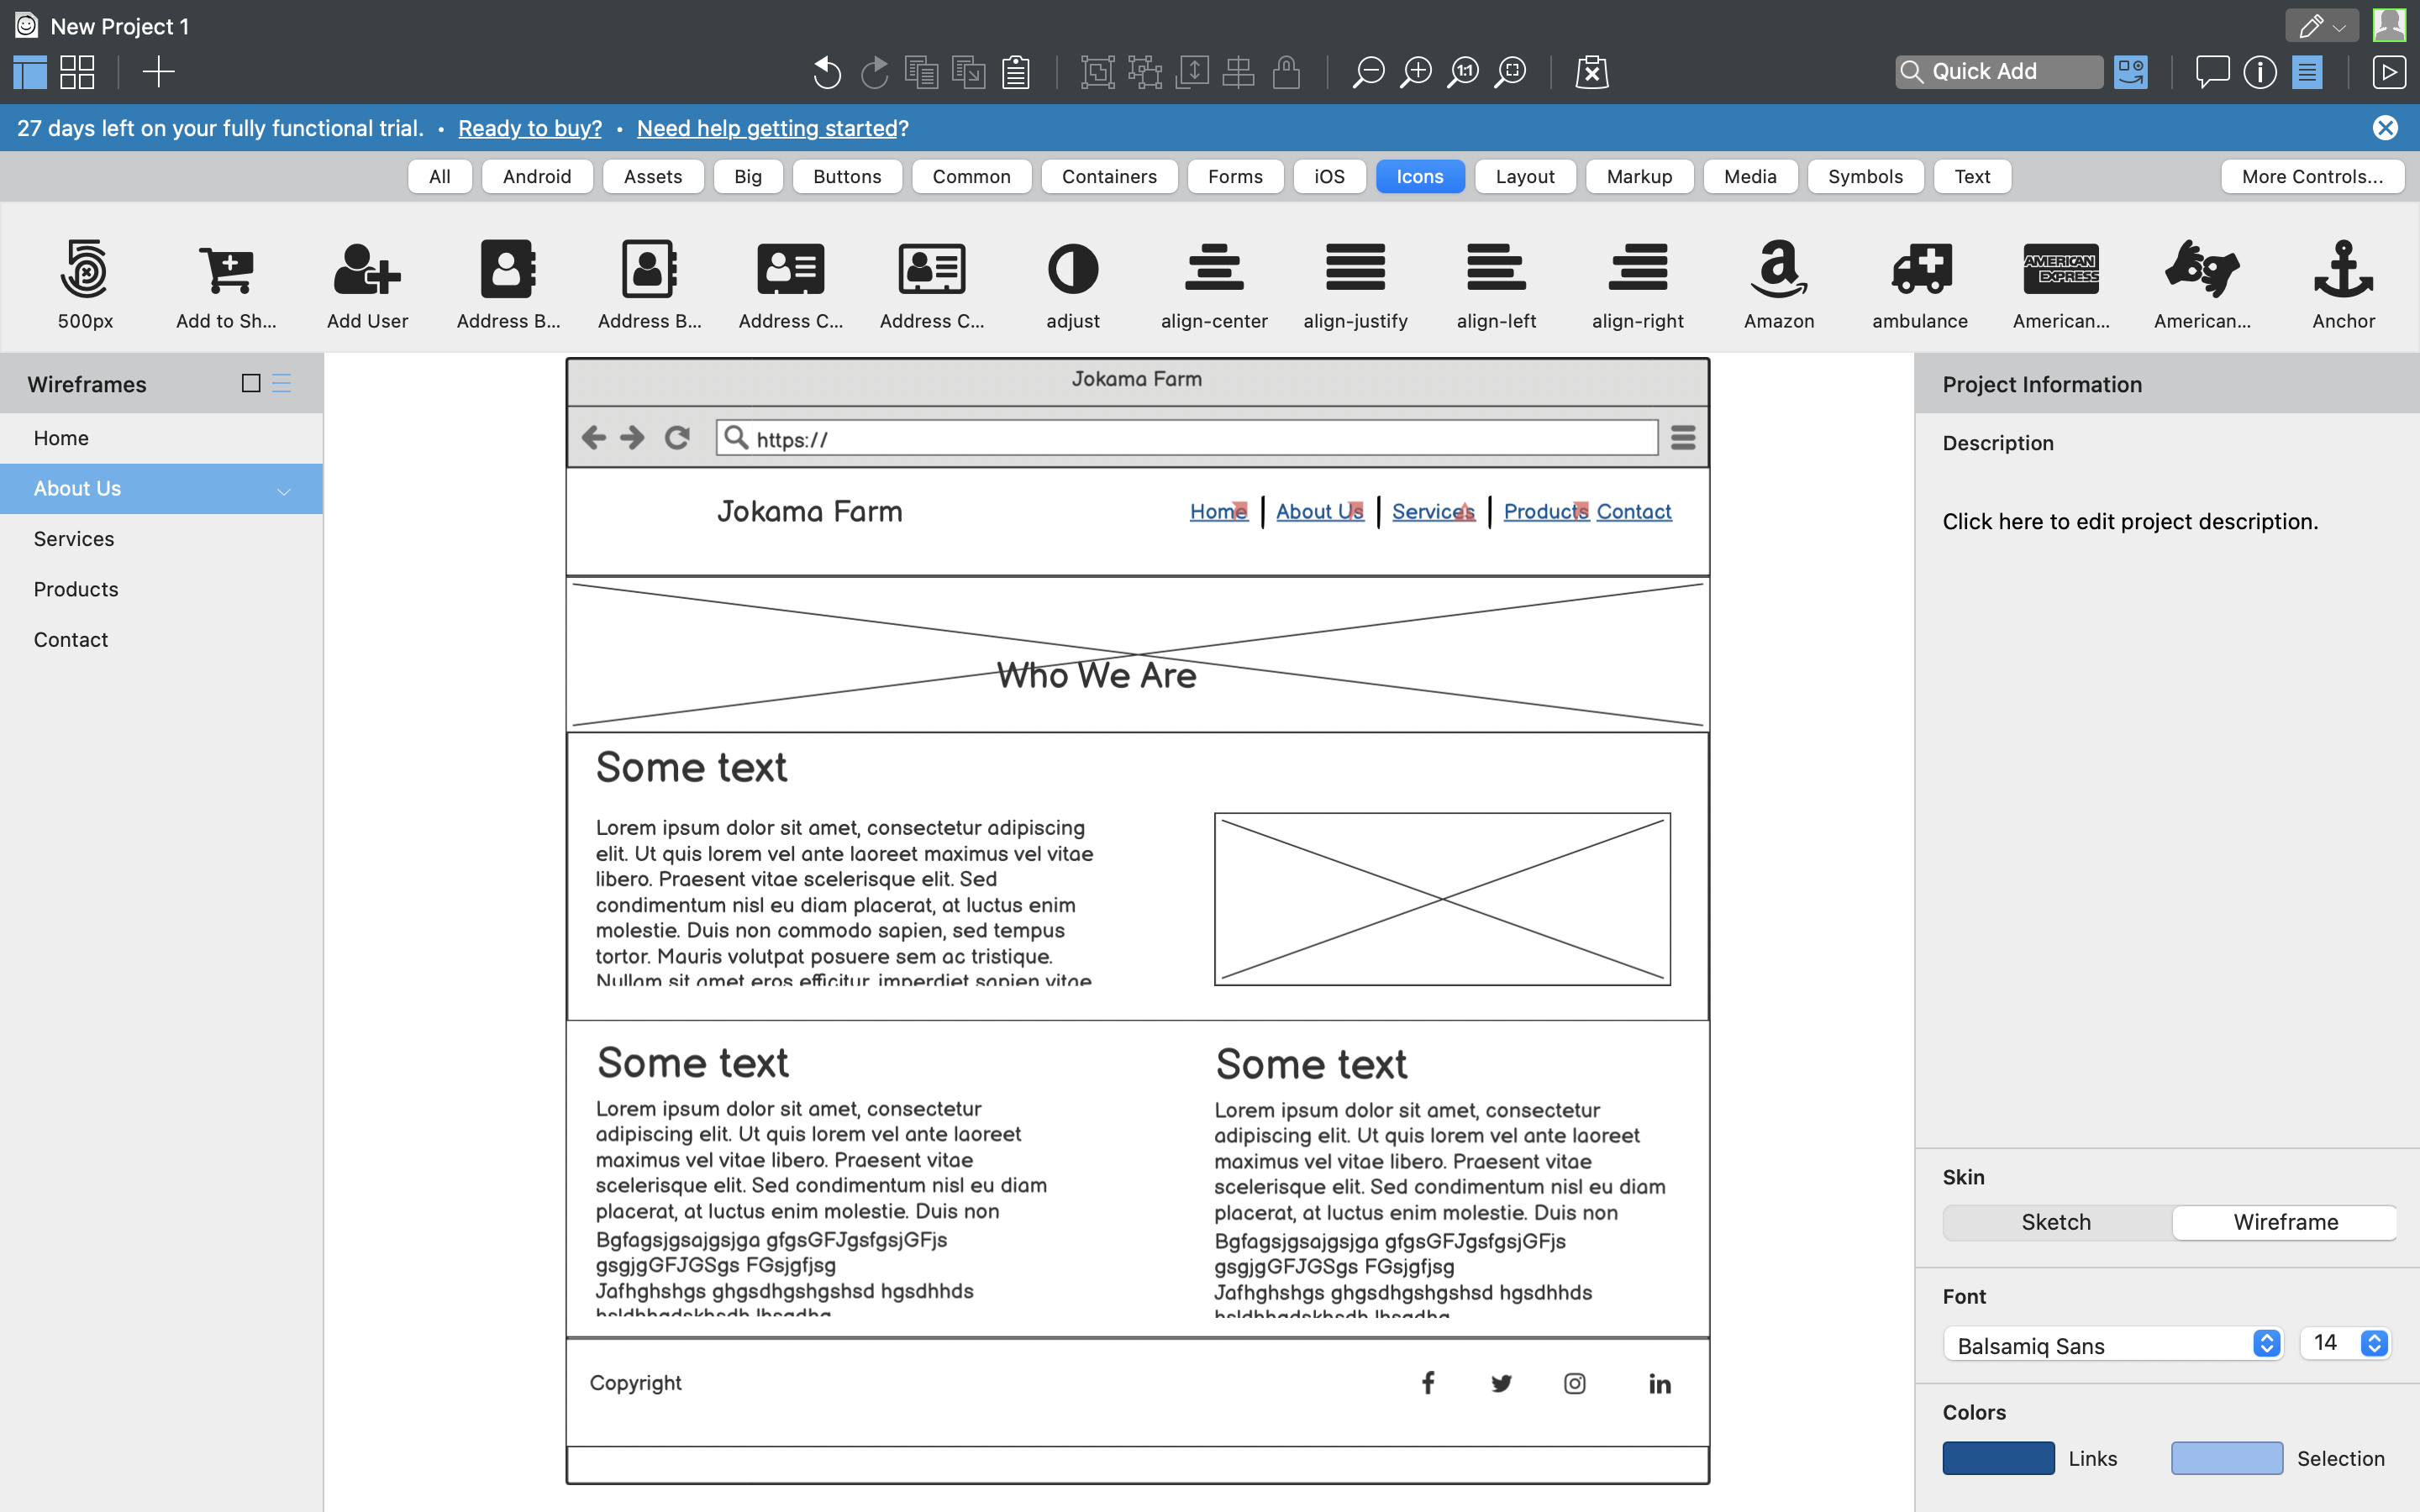 New Project 1
Quick Add
27 days left on your fully functional trial. • Ready to buy? • Need help getting started?
All Android Assets Big Buttons Common Containers Forms iOS Icons Layout Markup Media Symbols Text More Controls...
AMERICAN EXPRESS
500px Add to Sh... Add User Address B... Address B... Address C... Address C... adjust align-center align-justify align-left align-right Amazon ambulance American... American... Anchor
Wireframes
Home
About Us
Services
Products
Contact
Jokama Farm
https://
Jokama Farm
Home About Us Services Products Contact
Who We Are
Some text
Lorem ipsum dolor sit amet, consectetur adipiscing
elit. Ut quis lorem vel ante laoreet maximus vel vitae
libero. Praesent vitae scelerisque elit. Sed
condimentum nisl eu diam placerat, at luctus enim
molestie. Duis non commodo sapien, sed tempus
tortor. Mauris volutpat posuere sem ac tristique.
Nullam sit amet eros efficitur, imperdiet sapien vitae
Some text
Lorem ipsum dolor sit amet, consectetur
adipiscing elit. Ut quis lorem vel ante laoreet
maximus vel vitae libero. Praesent vitae
scelerisque elit. Sed condimentum nisl eu diam
placerat, at luctus enim molestie. Duis non
Bgfagsjgsajgsjga gfgsGFJgsfgsjGFjs
gsgjgGFJGSgs FGsjgfjsg
Jafhghshgs ghgsdhgshgshsd hgsdhhds
Some text
Lorem ipsum dolor sit amet, consectetur
adipiscing elit. Ut quis lorem vel ante laoreet
maximus vel vitae libero. Praesent vitae
scelerisque elit. Sed condimentum nisl eu diam
placerat, at luctus enim molestie. Duis non
Bgfagsjgsajgsjga gfgsGFJgsfgsjGFjs
gsgjgGFJGSgs FGsjgfjsg
Jafhghshgs ghgsdhgshgshsd hgsdhhds
Copyright
Project Information
Description
Click here to edit project description.
Skin
Sketch Wireframe
Font
Balsamiq Sans 14
Colors
Links Selection